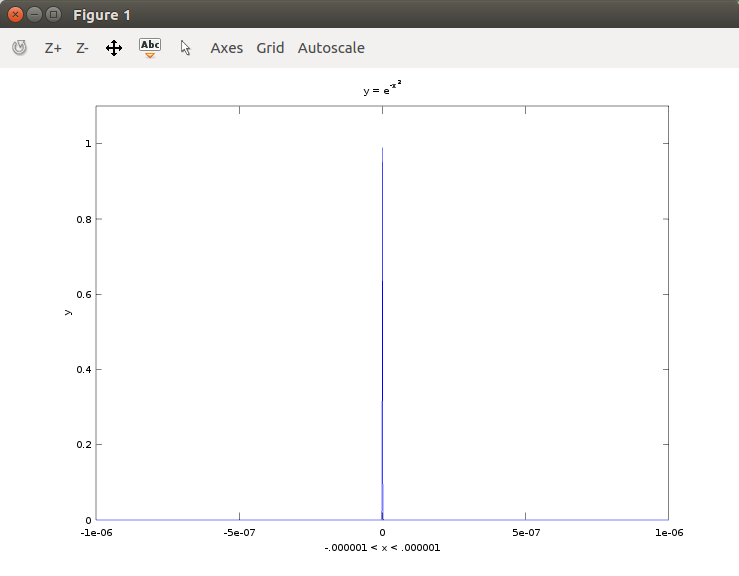 Figure 1
Z+ Z- Abc Axes Grid Autoscale
y = e^-x^2
1
0.8
0.6
y
0.4
0.2
0
-1e-06 -5e-07 0 5e-07 1e-06
-.000001 < x < .000001